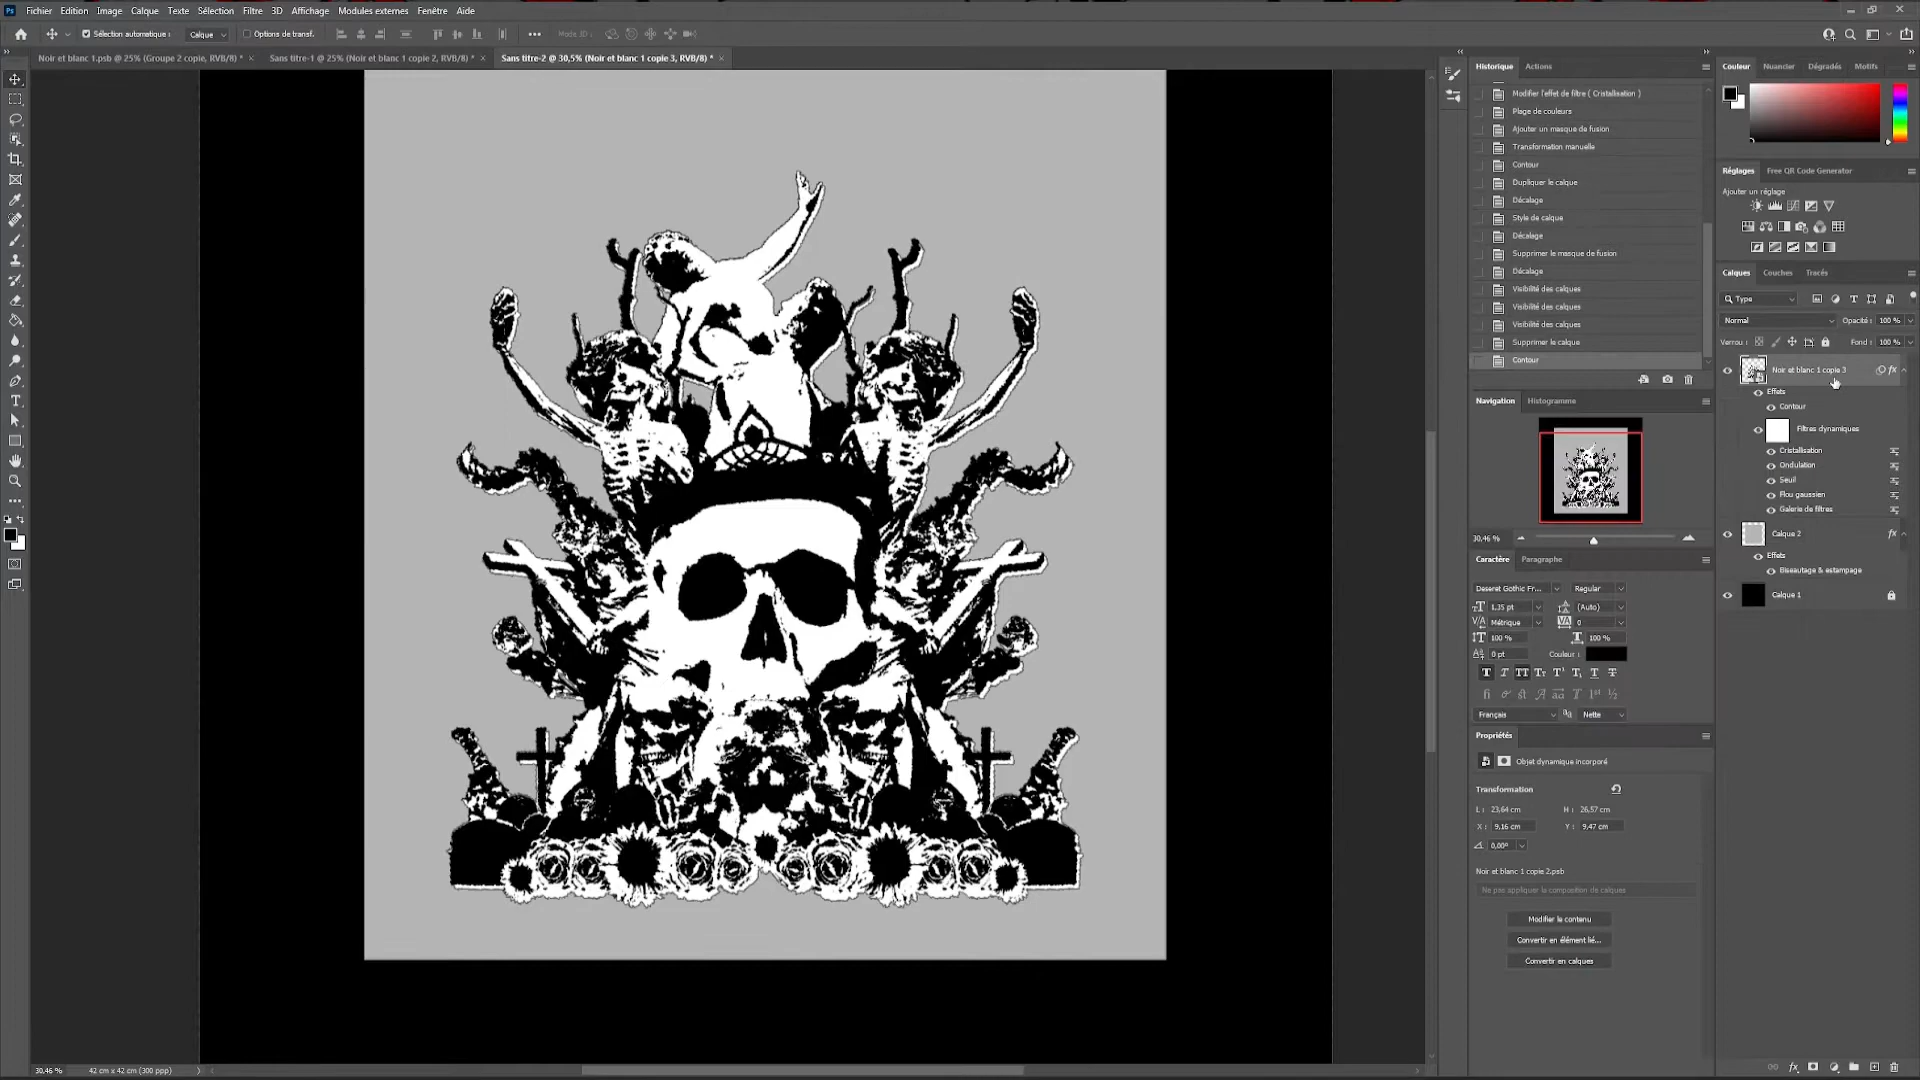 Fichier Edition Image Calque Texte Sélection Filtre 3D Affichage Modules externes Fenêtre Aide
Sélection automatique : Calque Options de transf. Mode 3D :
Noir et blanc 1.psb @ 25% (Groupe 2 copie, RVB/8) * × Sans titre-1 @ 25% (Noir et blanc 1 copie 2, RVB/8) * × Sans titre-2 @ 30,5% (Noir et blanc 1 copie 3, RVB/8) * ×
Historique Actions
Modifier l'effet de filtre ( Cristallisation )
Plage de couleurs
Ajouter un masque de fusion
Transformation manuelle
Contour
Dupliquer le calque
Décalage
Style de calque
Décalage
Supprimer le masque de fusion
Décalage
Visibilité des calques
Visibilité des calques
Visibilité des calques
Supprimer le calque
Contour
Navigation Histogramme
30,46 %
Caractère Paragraphe
Deseret Gothic Fr... Regular
1,35 pt (Auto)
Métrique 0
100 % 100 %
0 pt Couleur :
Français Nette
Propriétés
Objet dynamique incorporé
Transformation
L : 23,64 cm H : 26,57 cm
X : 9,16 cm Y : 9,47 cm
0,00°
Noir et blanc 1 copie 2.psb
Ne pas appliquer la composition de calques
Modifier le contenu
Convertir en élément lié...
Convertir en calques
Couleur Nuancier Dégradés Motifs
Réglages Free QR Code Generator
Ajouter un réglage
Calques Couches Tracés
Type
Normal Opacité : 100 %
Verrou : Fond : 100 %
Noir et blanc 1 copie 3 fx
Effets
Contour
Filtres dynamiques
Cristallisation
Ondulation
Seuil
Flou gaussien
Galerie de filtres
Calque 2 fx
Effets
Biseautage & estampage
Calque 1
30,46 % 42 cm x 42 cm (300 ppp)